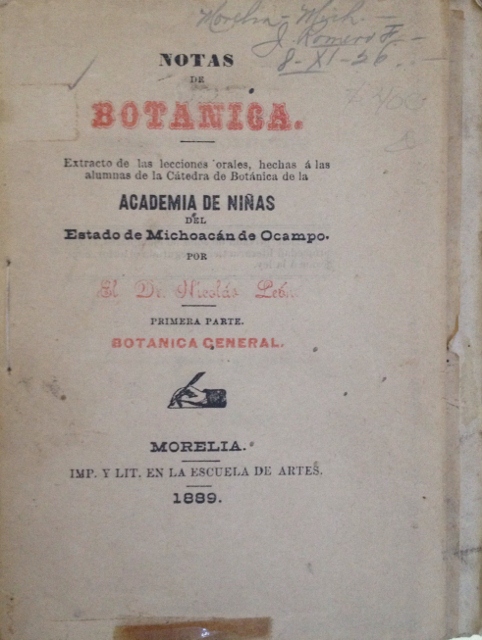 Morelia - Mich. -
J. Romero F. -
8-XI-26. -
NOTAS
DE
BOTANICA.
Extracto de las lecciones orales, hechas á las
alumnas de la Cátedra de Botánica de la
ACADEMIA DE NIÑAS
DEL
Estado de Michoacán de Ocampo.
POR
El Dr. Nicolás León.
PRIMERA PARTE.
BOTANICA GENERAL.
MORELIA.
IMP. Y LIT. EN LA ESCUELA DE ARTES.
1889.